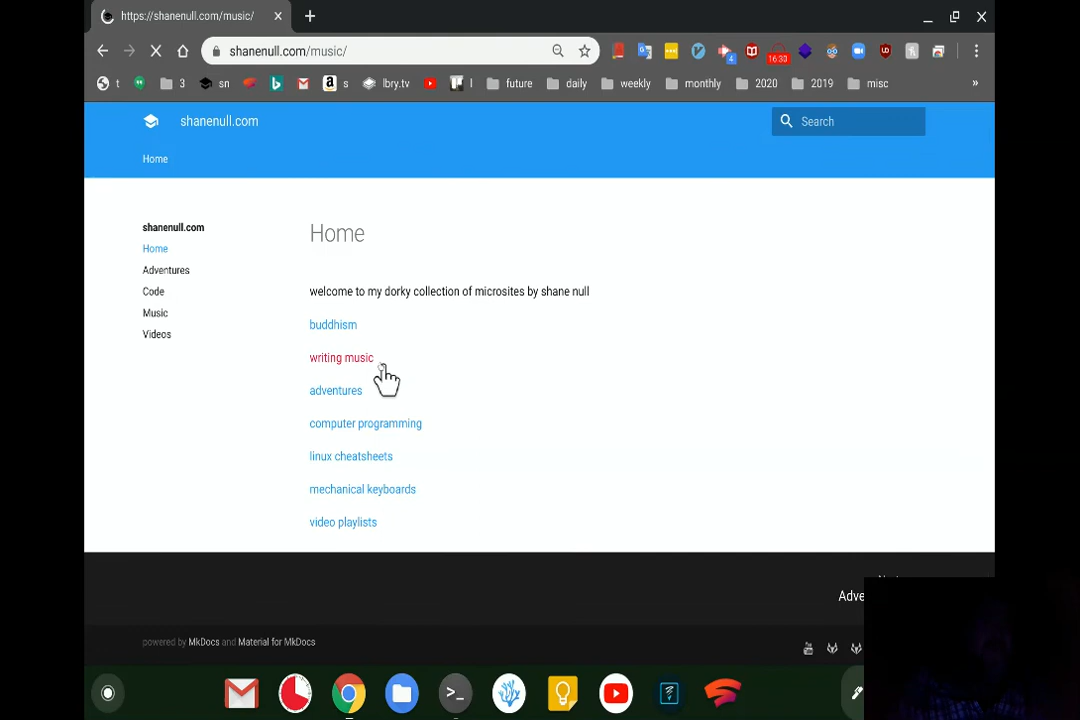 https://shanenull.com/music/
shanenull.com/music/
4
16:30
t
3
sn
s
lbry.tv
l
future
daily
weekly
monthly
2020
2019
misc
»
shanenull.com
Search
Home
shanenull.com
Home
Adventures
Code
Music
Videos
Home
welcome to my dorky collection of microsites by shane null
buddhism
writing music
adventures
computer programming
linux cheatsheets
mechanical keyboards
video playlists
Adve
powered by MkDocs and Material for MkDocs